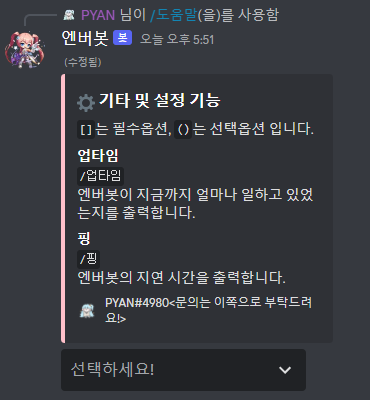 PYAN 님이 /도움말(을)를 사용함
엔버봇 봇 오늘 오후 5:51
(수정됨)
기타 및 설정 기능
[]는 필수옵션, ()는 선택옵션 입니다.
업타임
/업타임
엔버봇이 지금까지 얼마나 일하고 있었
는지를 출력합니다.
핑
/핑
엔버봇의 지연 시간을 출력합니다.
PYAN#4980<문의는 이쪽으로 부탁드려
요!>
선택하세요!